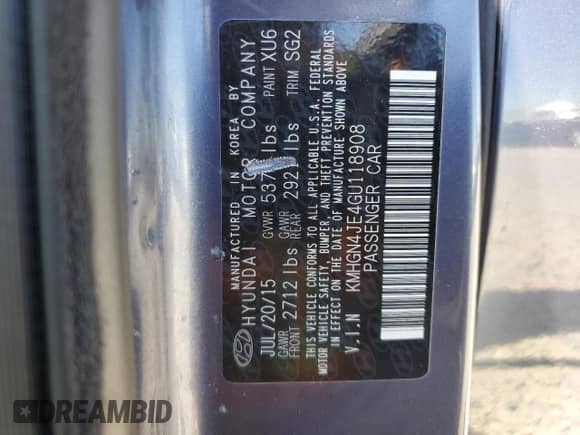 MANUFACTURED IN KOREA BY
HYUNDAI MOTOR COMPANY
JUL/20/15 GVWR lbs PAINT XU6
GAWR FRONT 2712 lbs GAWR REAR lbs TRIM SG2
THIS VEHICLE CONFORMS TO ALL APPLICABLE U.S.A. FEDERAL
MOTOR VEHICLE SAFETY, BUMPER, AND THEFT PREVENTION STANDARDS
IN EFFECT ON THE DATE OF MANUFACTURE SHOWN ABOVE
V.I.N KMHGN4JE4GU118908
PASSENGER CAR
DREAMBID